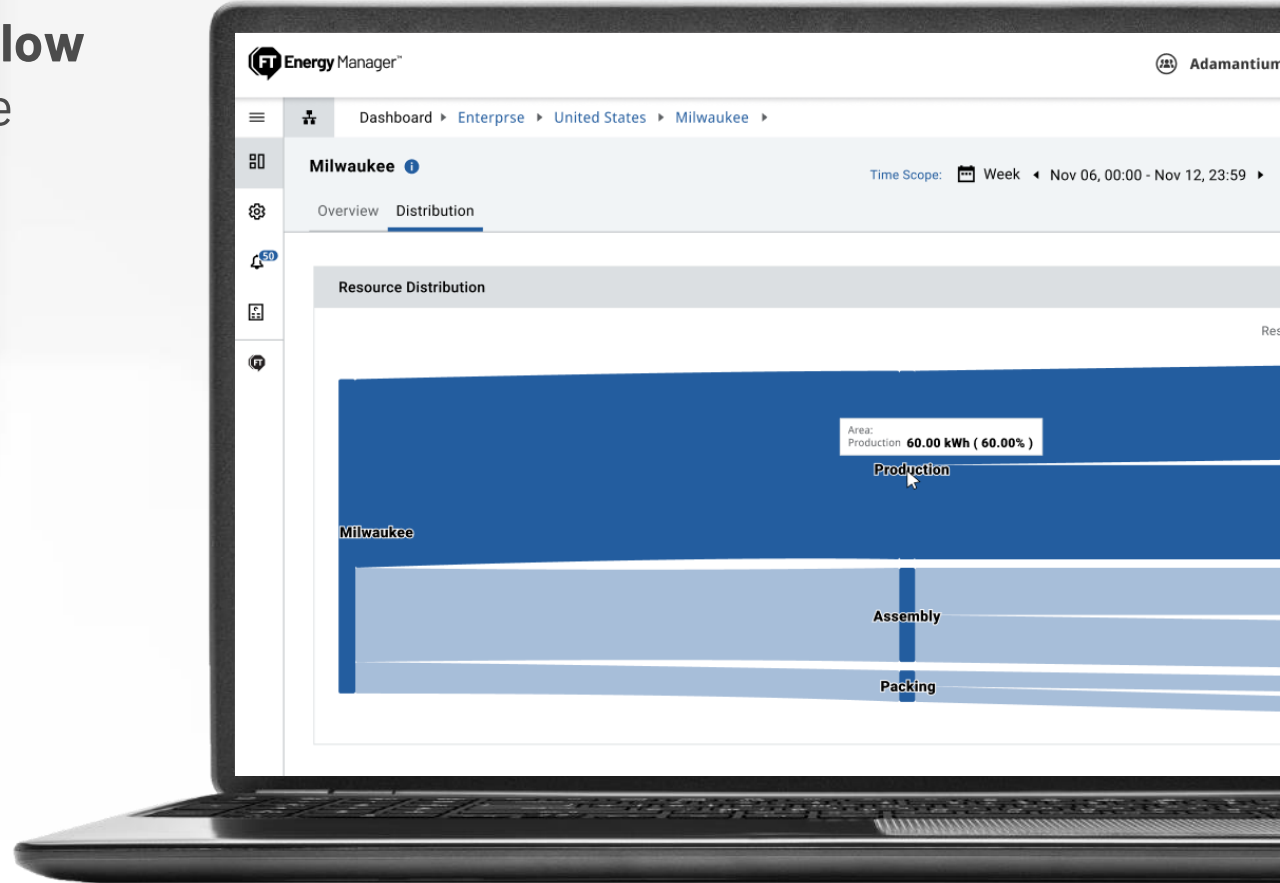 low
e
FT Energy Manager™
Adamantium
Dashboard Enterprse United States Milwaukee
Milwaukee
Time Scope: Week Nov 06, 00:00 - Nov 12, 23:59
Overview Distribution
50
Resource Distribution
Res
Area:
Production 60.00 kWh ( 60.00% )
Production
Milwaukee
Assembly
Packing
FT